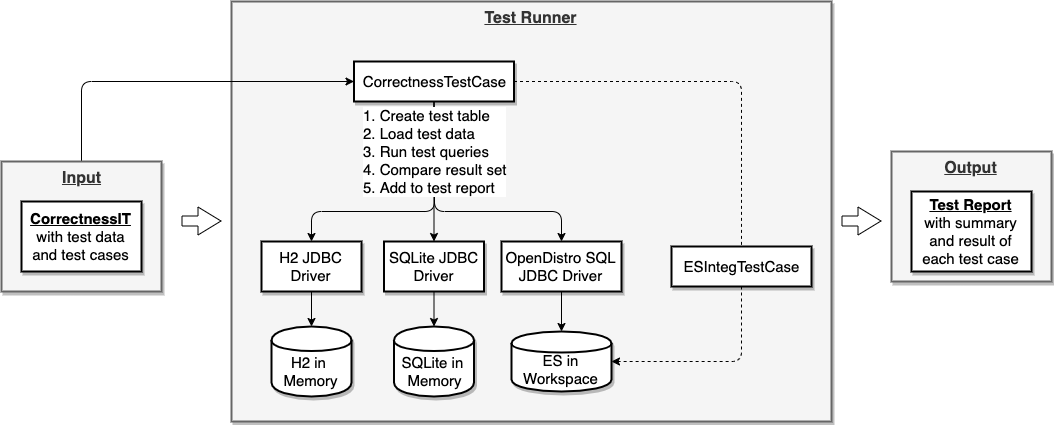 Test Runner
CorrectnessTestCase
1. Create test table
2. Load test data
3. Run test queries
4. Compare result set
5. Add to test report
Input
CorrectnessIT
with test data
and test cases
H2 JDBC
Driver
SQLite JDBC
Driver
OpenDistro SQL
JDBC Driver
ESIntegTestCase
H2 in
Memory
SQLite in
Memory
ES in
Workspace
Output
Test Report
with summary
and result of
each test case